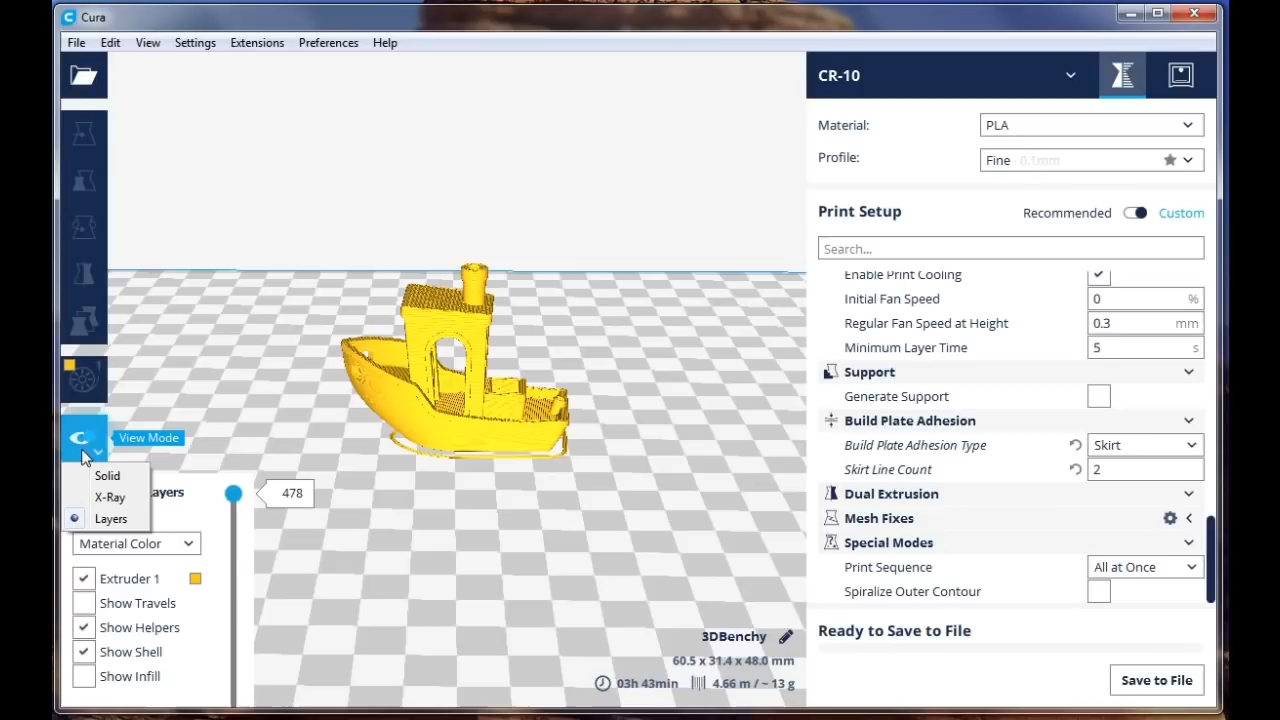 Cura
File Edit View Settings Extensions Preferences Help
CR-10
Material: PLA
Profile: Fine - 0.1mm
Print Setup Recommended Custom
Search...
Enable Print Cooling
Initial Fan Speed 0 %
Regular Fan Speed at Height 0.3 mm
Minimum Layer Time 5 s
Support
Generate Support
Build Plate Adhesion
Build Plate Adhesion Type Skirt
Skirt Line Count 2
Dual Extrusion
Mesh Fixes
Special Modes
Print Sequence All at Once
Spiralize Outer Contour
Ready to Save to File
Save to File
View Mode
Solid
X-Ray
Layers
ayers
478
Material Color
Extruder 1
Show Travels
Show Helpers
Show Shell
Show Infill
3DBenchy
60.5 x 31.4 x 48.0 mm
03h 43min 4.66 m / ~ 13 g